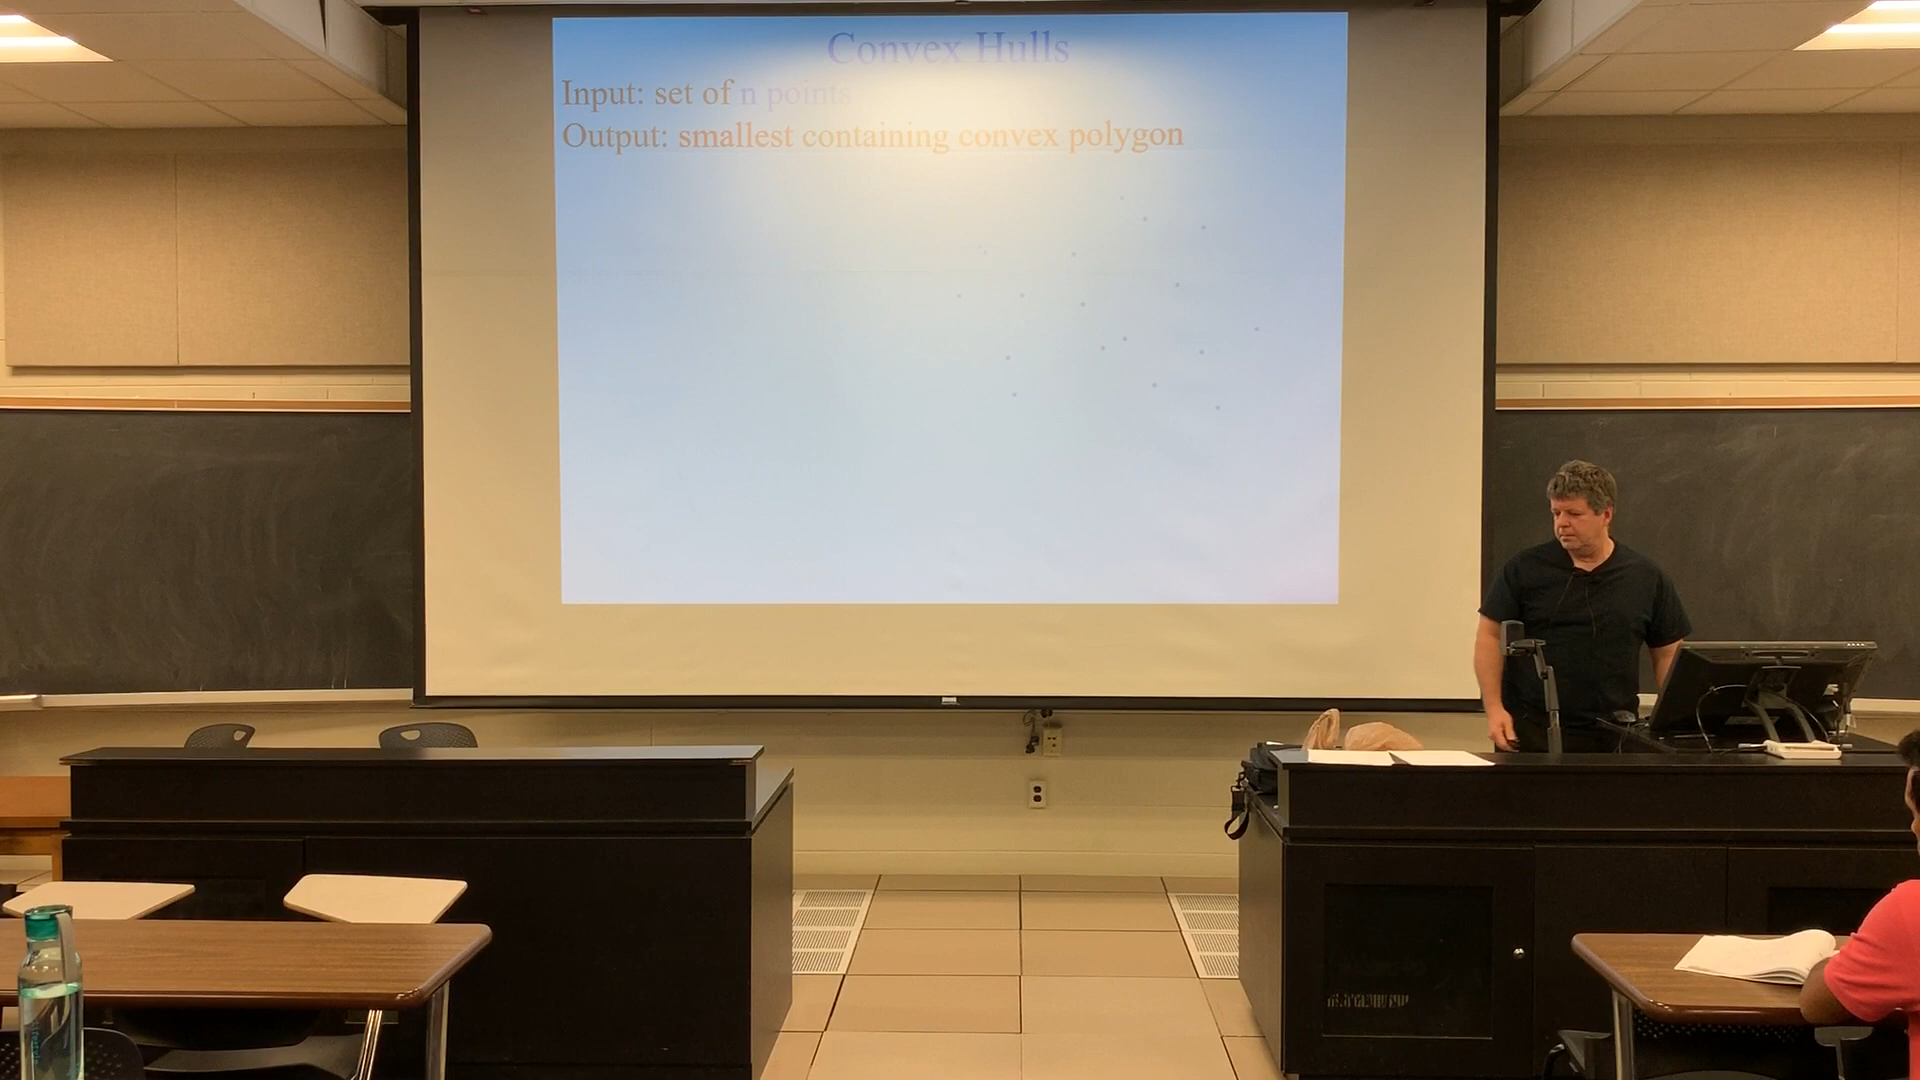 Convex Hulls
Input: set of n points
Output: smallest containing convex polygon